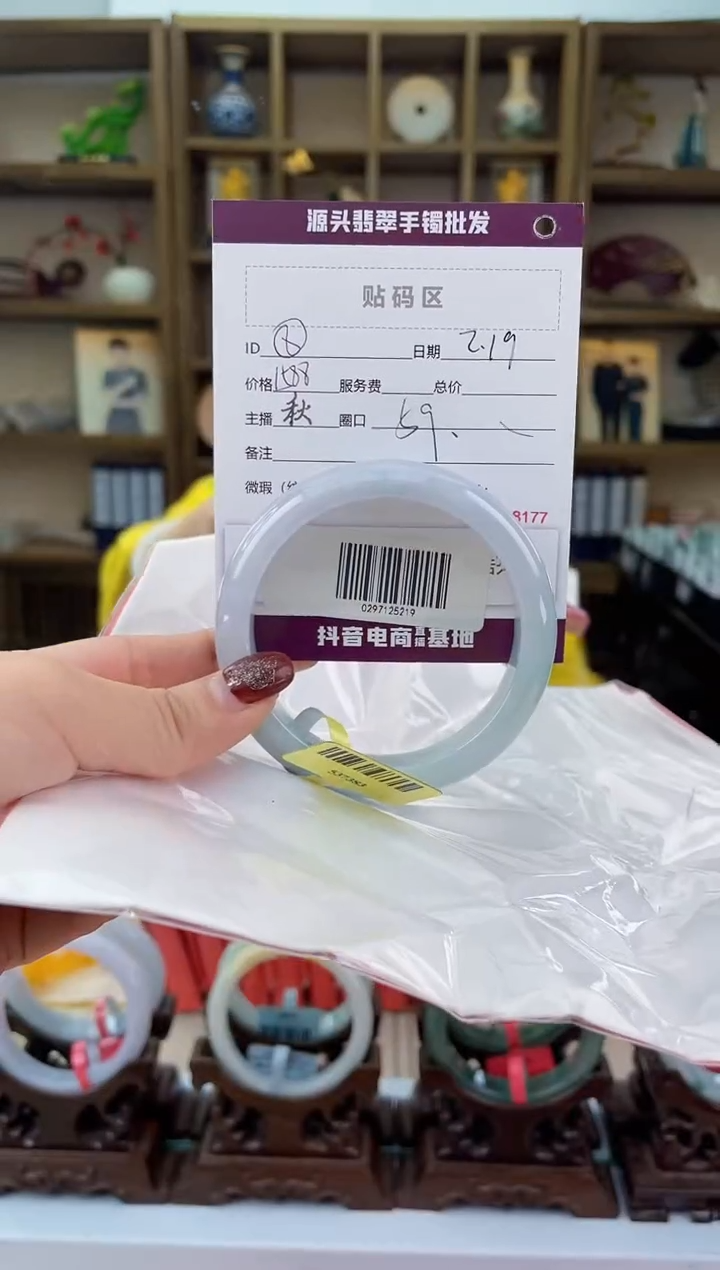 源头翡翠手镯批发
贴码区
ID 日期 2.19
价格 服务费 总价
主播 秋 圈口 59.
备注
微瑕
8177
0297125219
抖音电商 基地
537383